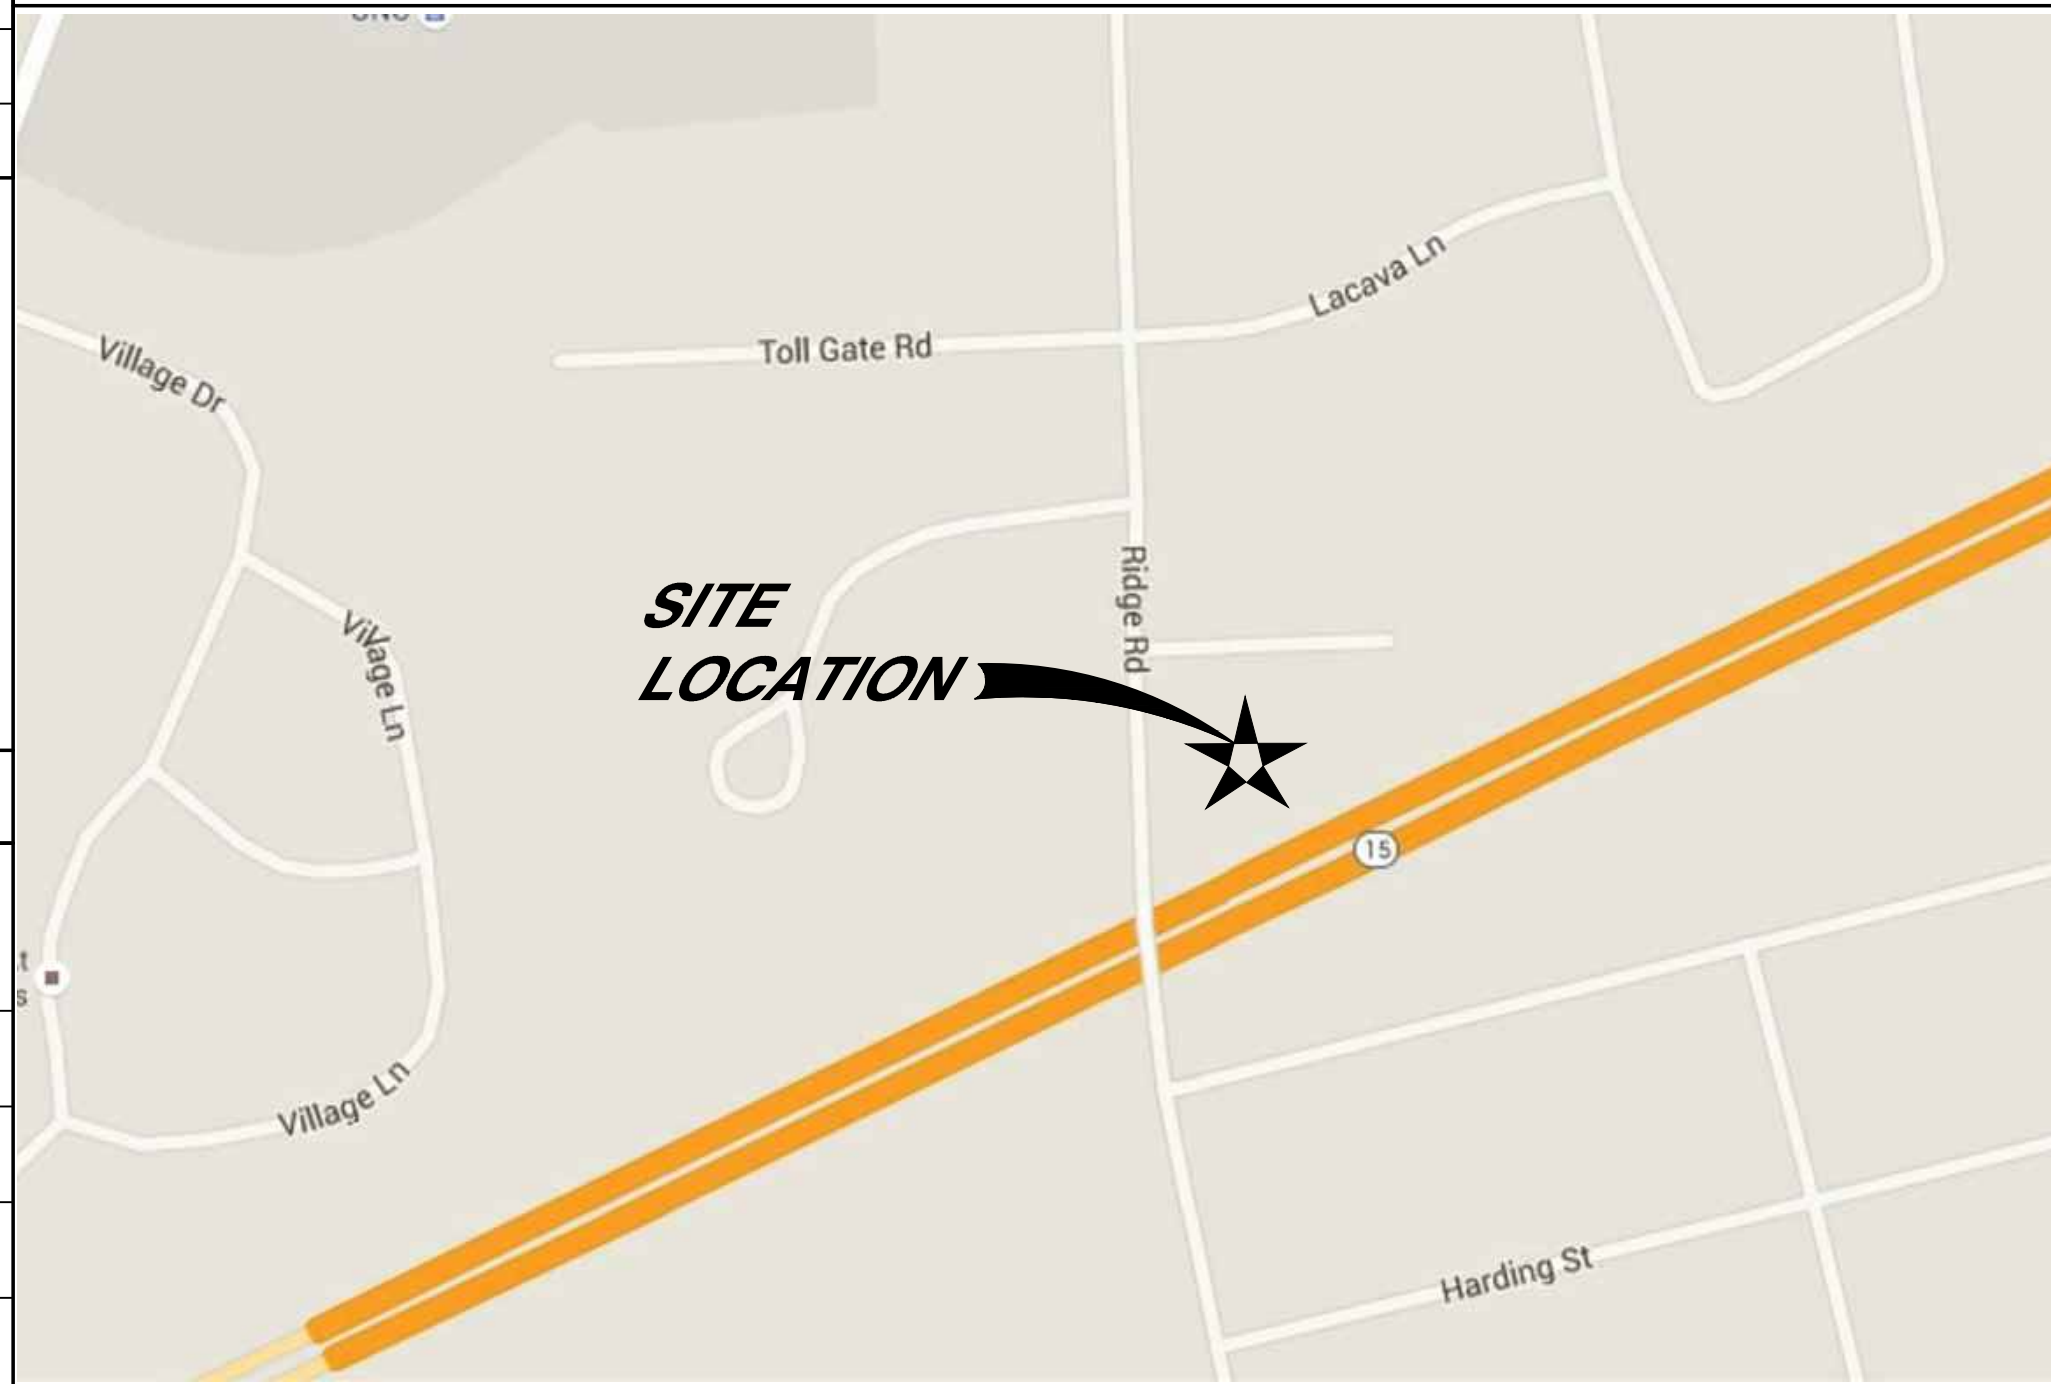 Lacava Ln
Toll Gate Rd
Village Dr
Ridge Rd
SITE
LOCATION
Village Ln
15
Village Ln
Harding St